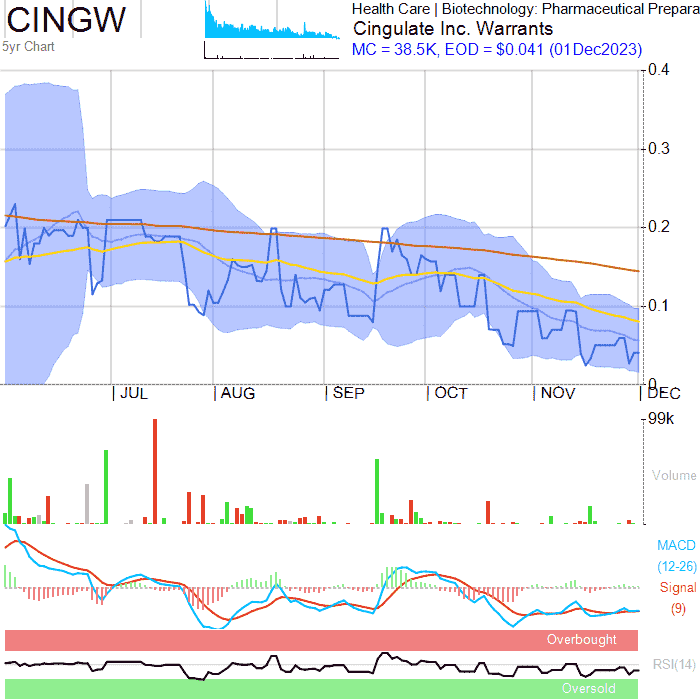 CINGW
Health Care | Biotechnology: Pharmaceutical Prepara
Cingulate Inc. Warrants
5yr Chart
MC = 38.5K, EOD = $0.041 (01Dec2023)
0.4
0.3
0.2
0.1
0
JUL AUG SEP OCT NOV DEC
99k
Volume
MACD
(12-26)
Signal
(9)
Overbought
RSI(14)
Oversold